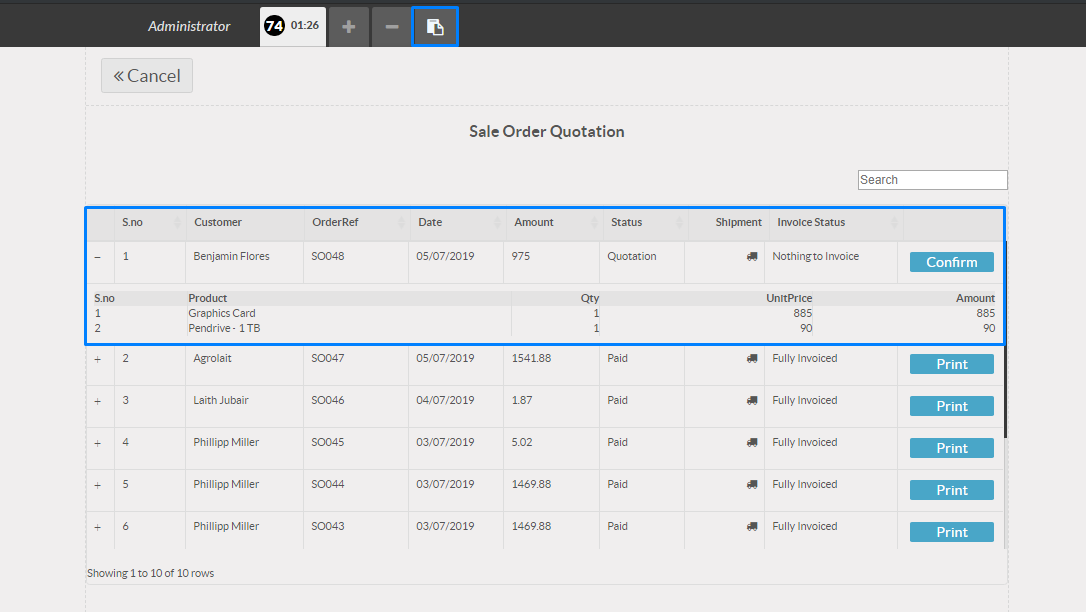 Administrator 74 01:26
Cancel
Sale Order Quotation
Search
S.no Customer OrderRef Date Amount Status Shipment Invoice Status
− 1 Benjamin Flores SO048 05/07/2019 975 Quotation Nothing to Invoice Confirm
S.no Product Qty UnitPrice Amount
1 Graphics Card 1 885 885
2 Pendrive - 1 TB 1 90 90
+ 2 Agrolait SO047 05/07/2019 1541.88 Paid Fully Invoiced Print
+ 3 Laith Jubair SO046 04/07/2019 1.87 Paid Fully Invoiced Print
+ 4 Phillipp Miller SO045 03/07/2019 5.02 Paid Fully Invoiced Print
+ 5 Phillipp Miller SO044 03/07/2019 1469.88 Paid Fully Invoiced Print
+ 6 Phillipp Miller SO043 03/07/2019 1469.88 Paid Fully Invoiced Print
Showing 1 to 10 of 10 rows